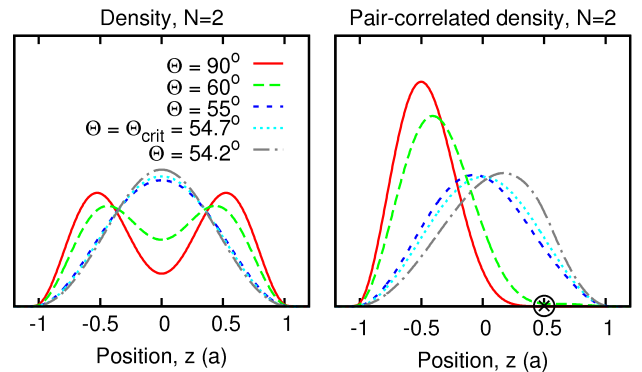 Density, N=2
Θ = 90°
Θ = 60°
Θ = 55°
Θ = Θcrit = 54.7°
Θ = 54.2°
-1 -0.5 0 0.5 1
Position, z (a)
Pair-correlated density, N=2
-1 -0.5 0 0.5 1
Position, z (a)